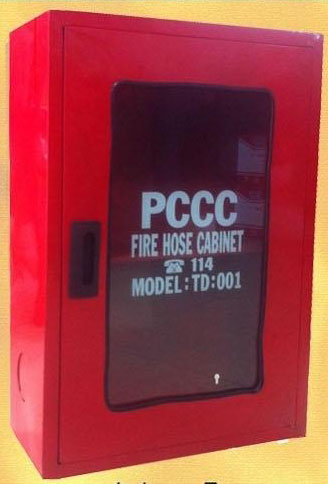 PCCC
FIRE HOSE CABINET
☎ 114
MODEL : TD:001